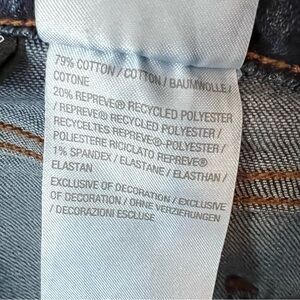 79% COTTON / COTTON / BAUMWOLLE /
COTONE
20% REPREVE® RECYCLED POLYESTER
/ REPREVE® RECYCLED POLYESTER /
RECYCELTES REPREVE®-POLYESTER /
POLIESTERE RICICLATO REPREVE®
1% SPANDEX / ELASTANE / ELASTHAN /
ELASTAN
EXCLUSIVE OF DECORATION / EXCLUSIVE
OF DECORATION / OHNE VERZIERUNGEN
/ DECORAZIONI ESCLUSE